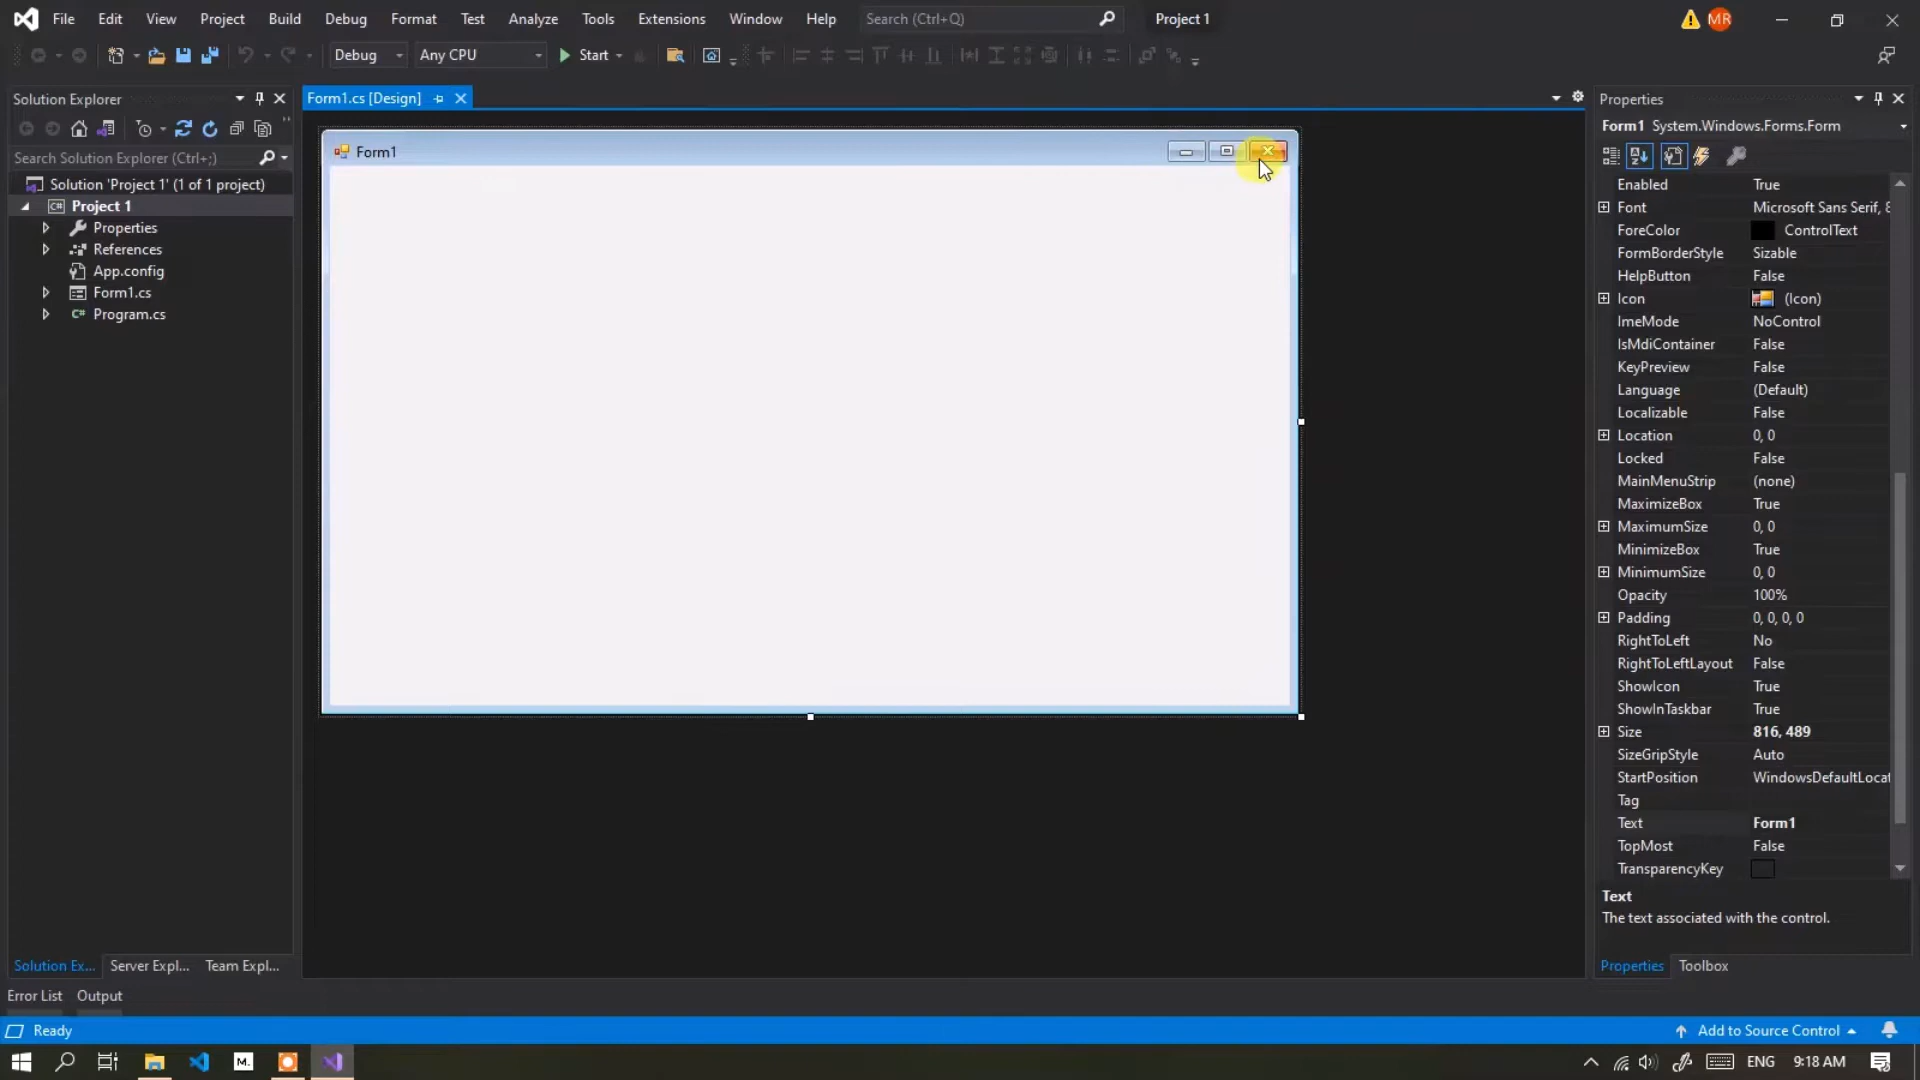 File Edit View Project Build Debug Format Test Analyze Tools Extensions Window Help Search (Ctrl+Q) Project 1 MR
Debug Any CPU Start
Solution Explorer
Search Solution Explorer (Ctrl+;)
Solution 'Project 1' (1 of 1 project)
C# Project 1
Properties
References
App.config
Form1.cs
C# Program.cs
Solution Ex... Server Expl... Team Expl...
Form1.cs [Design]
Form1
Properties
Form1 System.Windows.Forms.Form
Enabled True
Font Microsoft Sans Serif, 8
ForeColor ControlText
FormBorderStyle Sizable
HelpButton False
Icon (Icon)
ImeMode NoControl
IsMdiContainer False
KeyPreview False
Language (Default)
Localizable False
Location 0, 0
Locked False
MainMenuStrip (none)
MaximizeBox True
MaximumSize 0, 0
MinimizeBox True
MinimumSize 0, 0
Opacity 100%
Padding 0, 0, 0, 0
RightToLeft No
RightToLeftLayout False
ShowIcon True
ShowInTaskbar True
Size 816, 489
SizeGripStyle Auto
StartPosition WindowsDefaultLocat
Tag
Text Form1
TopMost False
TransparencyKey
Text
The text associated with the control.
Properties Toolbox
Error List Output
Ready Add to Source Control
M. ENG 9:18 AM